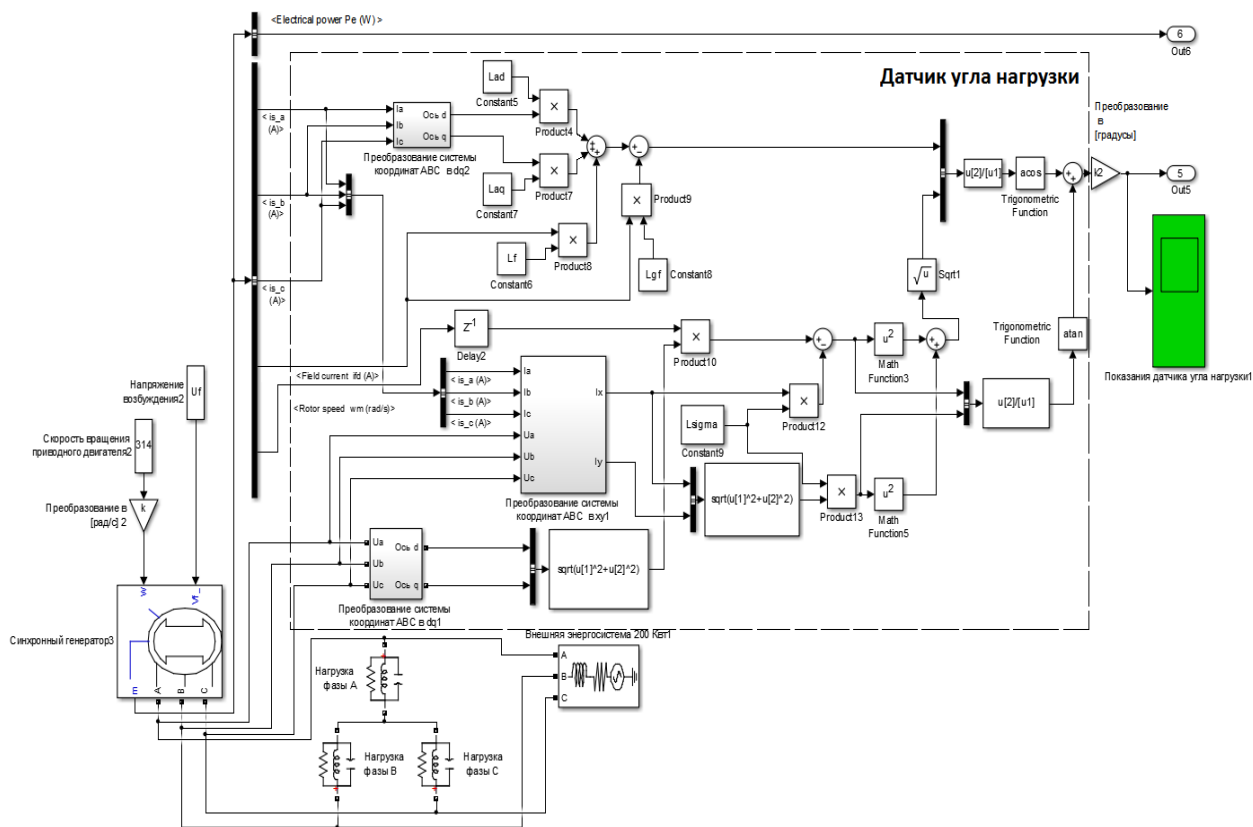 <Electrical power Pe (W) >
6
Out6
Датчик угла нагрузки
Lad
Constant5
×
Product4
Преобразование
в
[градусы]
< is_a
(A)>
Ia
Ib
Ic
Ось d
Ось q
Преобразование системы
координат ABC в dq2
Laq
Constant7
×
Product7
u[2]/[u1]
acos
Trigonometric
Function
k2
5
Out5
×
Product9
< is_b
(A)>
Lf
Constant6
×
Product8
Lgf
Constant8
< is_c
(A)>
√u
Sqrt1
Z-1
Delay2
×
Product10
u2
Math
Function3
Trigonometric
Function
atan
Показания датчика угла нагрузки1
<Field current ifd (A)>
<Rotor speed wm (rad/s)>
< is_a (A)>
< is_b (A)>
< is_c (A)>
Ia
Ib
Ic
Ua
Ub
Uc
Ix
Iy
Преобразование системы
координат ABC в xy1
Напряжение
возбуждения2
Uf
Скорость вращения
приводного двигателя2
314
Lsigma
Constant9
×
Product12
u[2]/[u1]
sqrt(u[1]^2+u[2]^2)
×
Product13
u2
Math
Function5
Преобразование в
[рад/с] 2
k
Ua
Ub
Uc
Ось d
Ось q
Преобразование системы
координат ABC в dq1
sqrt(u[1]^2+u[2]^2)
W
Vf_
Синхронный генератор3
m
A
B
C
Внешняя энергосистема 200 Квт1
A
B
C
Нагрузка
фазы A
Нагрузка
фазы B
Нагрузка
фазы C